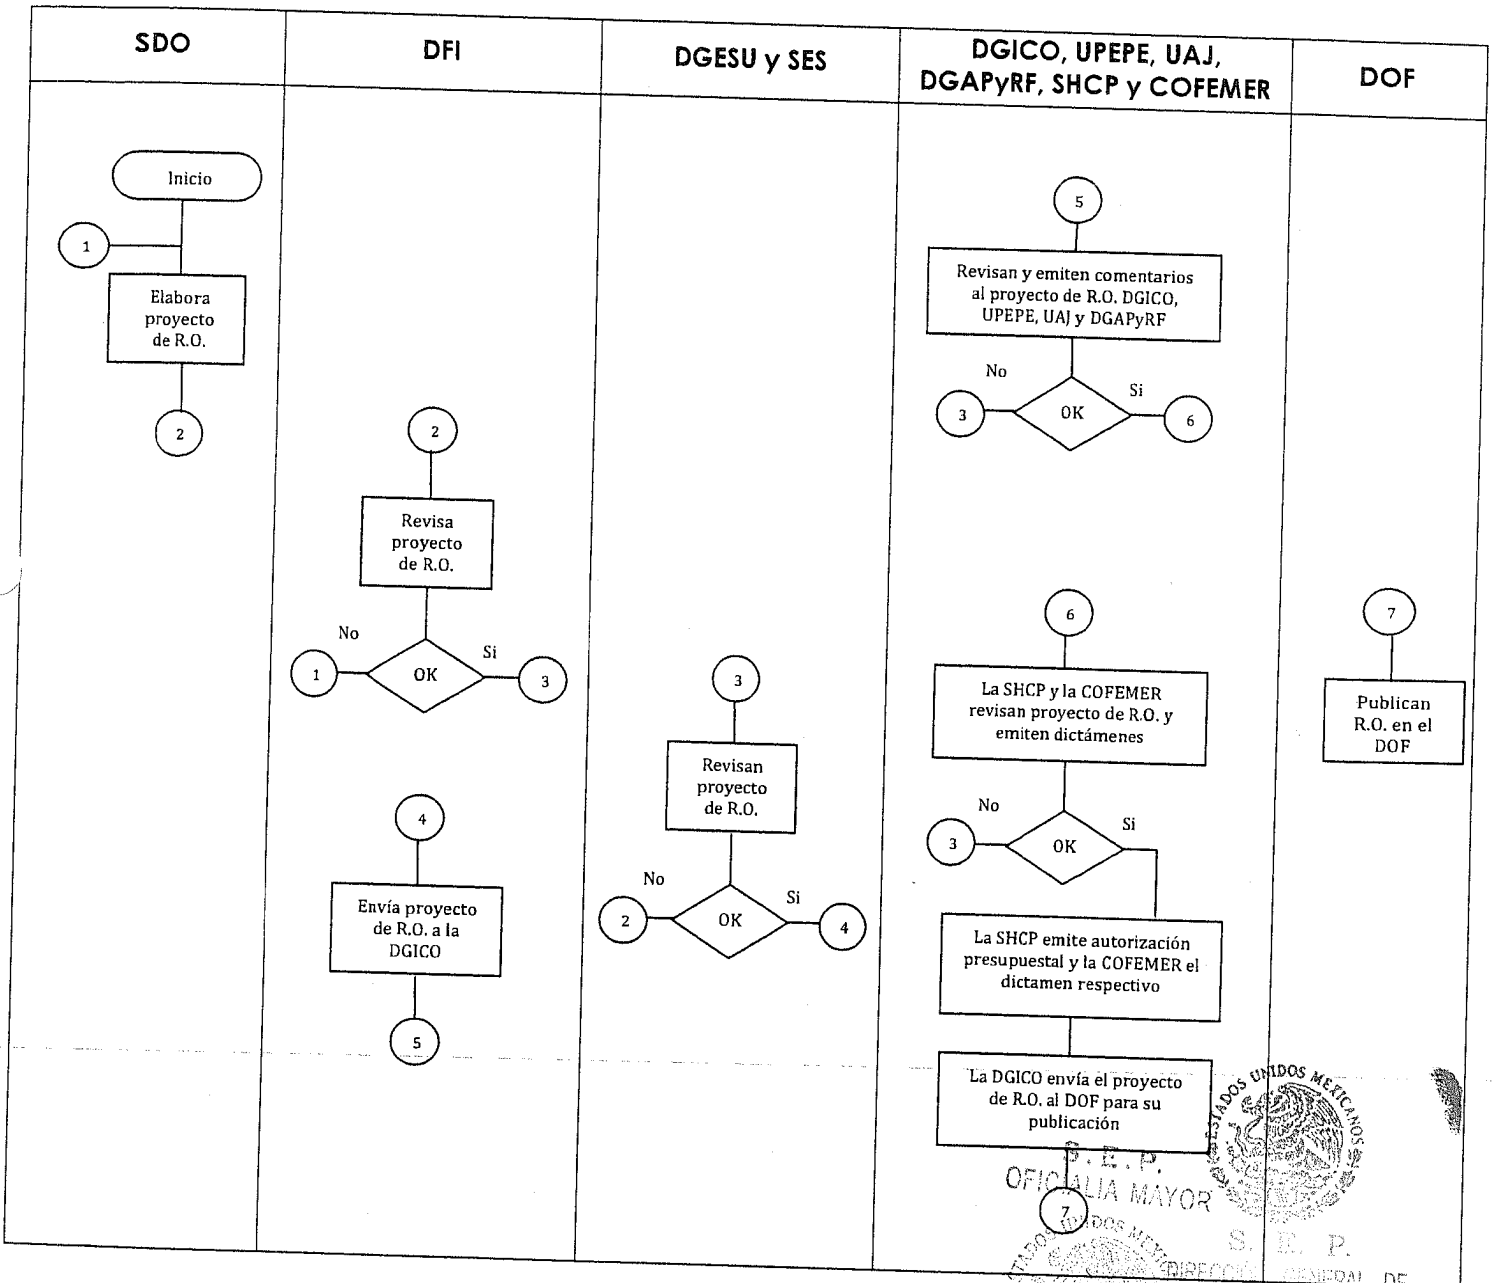 SDO
DFI
DGESU y SES
DGICO, UPEPE, UAJ,
DGAPyRF, SHCP y COFEMER
DOF
Inicio
1
Elabora
proyecto
de R.O.
2
2
Revisa
proyecto
de R.O.
No
Si
1
OK
3
4
Envía proyecto
de R.O. a la
DGICO
5
3
Revisan
proyecto
de R.O.
No
Si
2
OK
4
5
Revisan y emiten comentarios
al proyecto de R.O. DGICO,
UPEPE, UAJ y DGAPyRF
No
Si
3
OK
6
6
La SHCP y la COFEMER
revisan proyecto de R.O. y
emiten dictámenes
No
Si
3
OK
La SHCP emite autorización
presupuestal y la COFEMER el
dictamen respectivo
La DGICO envía el proyecto
de R.O. al DOF para su
publicación
7
7
Publican
R.O. en el
DOF
ESTADOS UNIDOS MEXICANOS
S. E. P.
OFICIALIA MAYOR
S. E. P.
DIRECCIÓN GENERAL DE